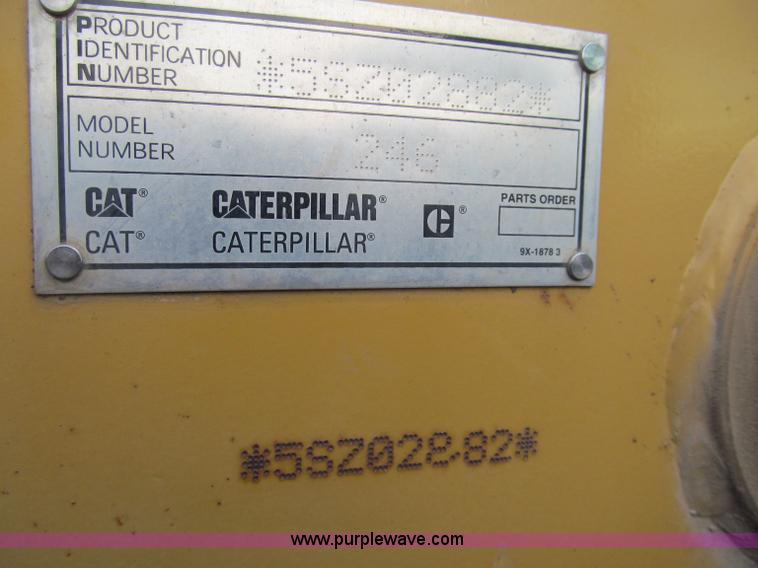 PRODUCT
IDENTIFICATION
NUMBER *5SZ02882*
MODEL
NUMBER 246
CAT® CATERPILLAR® C® PARTS ORDER
CAT® CATERPILLAR®
9X-1878 3
*5SZ02882*
www.purplewave.com